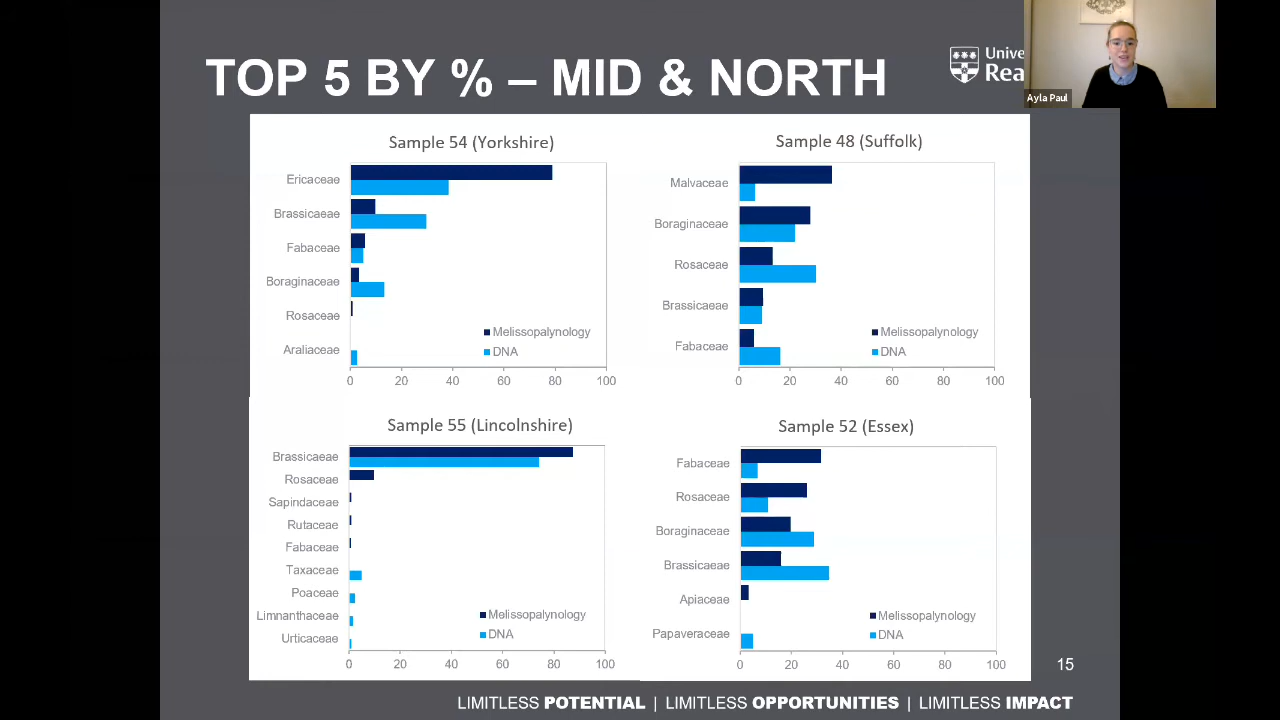 TOP 5 BY % – MID & NORTH
Unive
Rea
Ayla Paul
Sample 54 (Yorkshire)
Ericaceae
Brassicaeae
Fabaceae
Boraginaceae
Rosaceae
Araliaceae
Melissopalynology
DNA
0 20 40 60 80 100
Sample 48 (Suffolk)
Malvaceae
Boraginaceae
Rosaceae
Brassicaeae
Fabaceae
Melissopalynology
DNA
0 20 40 60 80 100
Sample 55 (Lincolnshire)
Brassicaeae
Rosaceae
Sapindaceae
Rutaceae
Fabaceae
Taxaceae
Poaceae
Limnanthaceae
Urticaceae
Melissopalynology
DNA
0 20 40 60 80 100
Sample 52 (Essex)
Fabaceae
Rosaceae
Boraginaceae
Brassicaeae
Apiaceae
Papaveraceae
Melissopalynology
DNA
0 20 40 60 80 100
15
LIMITLESS POTENTIAL | LIMITLESS OPPORTUNITIES | LIMITLESS IMPACT